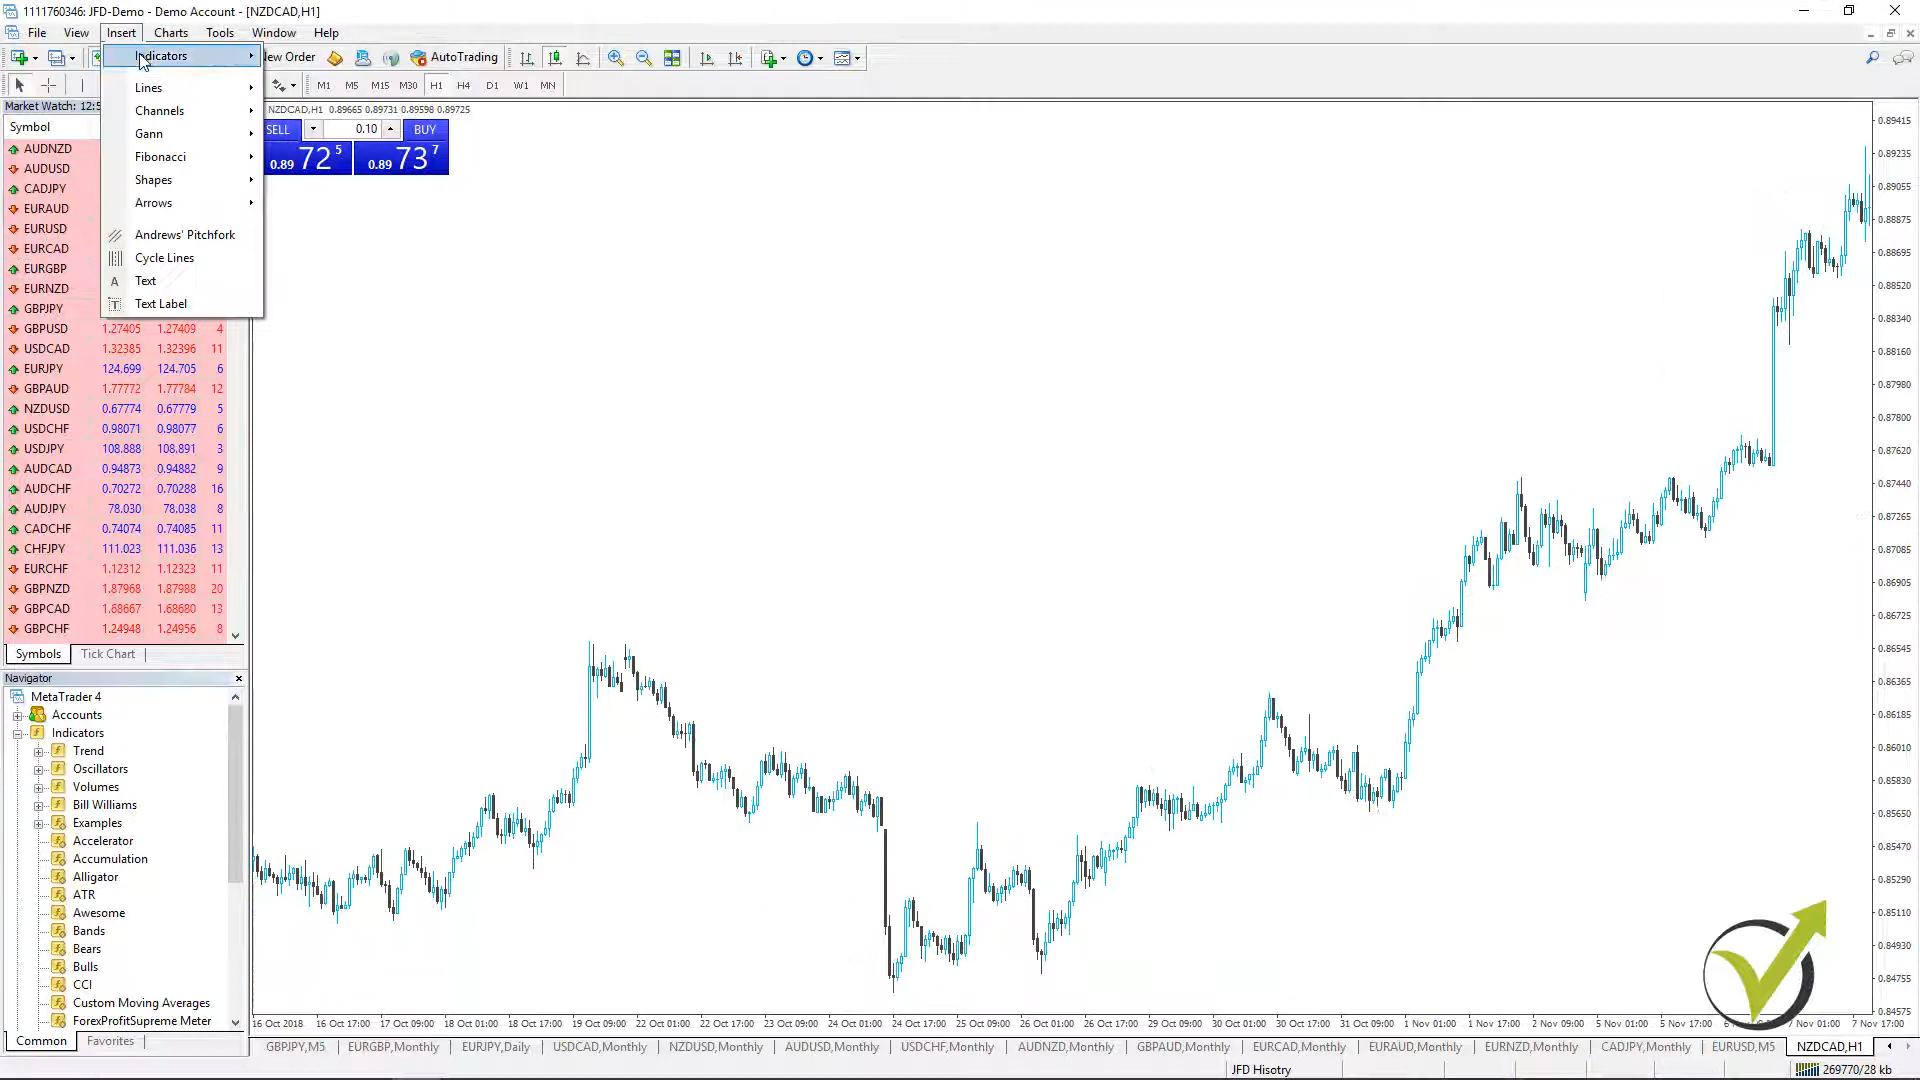 1111760346: JFD-Demo - Demo Account - [NZDCAD,H1]
File View Insert Charts Tools Window Help
New Order AutoTrading
M1 M5 M15 M30 H1 H4 D1 W1 MN
Indicators
Lines
Channels
Gann
Fibonacci
Shapes
Arrows
Andrews' Pitchfork
Cycle Lines
Text
Text Label
Market Watch: 12:5
Symbol
AUDNZD
AUDUSD
CADJPY
EURAUD
EURUSD
EURCAD
EURGBP
EURNZD
GBPJPY
GBPUSD 1.27405 1.27409 4
USDCAD 1.32385 1.32396 11
EURJPY 124.699 124.705 6
GBPAUD 1.77772 1.77784 12
NZDUSD 0.67774 0.67779 5
USDCHF 0.98071 0.98077 6
USDJPY 108.888 108.891 3
AUDCAD 0.94873 0.94882 9
AUDCHF 0.70272 0.70288 16
AUDJPY 78.030 78.038 8
CADCHF 0.74074 0.74085 11
CHFJPY 111.023 111.036 13
EURCHF 1.12312 1.12323 11
GBPNZD 1.87968 1.87988 20
GBPCAD 1.68667 1.68680 13
GBPCHF 1.24948 1.24956 8
Symbols Tick Chart
Navigator
MetaTrader 4
Accounts
Indicators
Trend
Oscillators
Volumes
Bill Williams
Examples
Accelerator
Accumulation
Alligator
ATR
Awesome
Bands
Bears
Bulls
CCI
Custom Moving Averages
ForexProfitSupreme Meter
Common Favorites
NZDCAD,H1 0.89665 0.89731 0.89598 0.89725
SELL 0.10 BUY
0.89 72 5 0.89 73 7
0.89415
0.89235
0.89055
0.88875
0.88695
0.88520
0.88340
0.88160
0.87980
0.87800
0.87620
0.87440
0.87265
0.87085
0.86905
0.86725
0.86545
0.86365
0.86185
0.86010
0.85830
0.85650
0.85470
0.85290
0.85110
0.84930
0.84755
0.84575
16 Oct 2018 16 Oct 17:00 17 Oct 09:00 18 Oct 01:00 18 Oct 17:00 19 Oct 09:00 22 Oct 01:00 22 Oct 17:00 23 Oct 09:00 24 Oct 01:00 24 Oct 17:00 25 Oct 09:00 26 Oct 01:00 26 Oct 17:00 29 Oct 09:00 30 Oct 01:00 30 Oct 17:00 31 Oct 09:00 1 Nov 01:00 1 Nov 17:00 2 Nov 09:00 5 Nov 01:00 5 Nov 17:00 7 Nov 01:00 7 Nov 17:00
GBPJPY,M5 EURGBP,Monthly EURJPY,Daily USDCAD,Monthly NZDUSD,Monthly AUDUSD,Monthly USDCHF,Monthly AUDNZD,Monthly GBPAUD,Monthly EURCAD,Monthly EURAUD,Monthly EURNZD,Monthly CADJPY,Monthly EURUSD,M5 NZDCAD,H1
JFD Hisotry 269770/28 kb